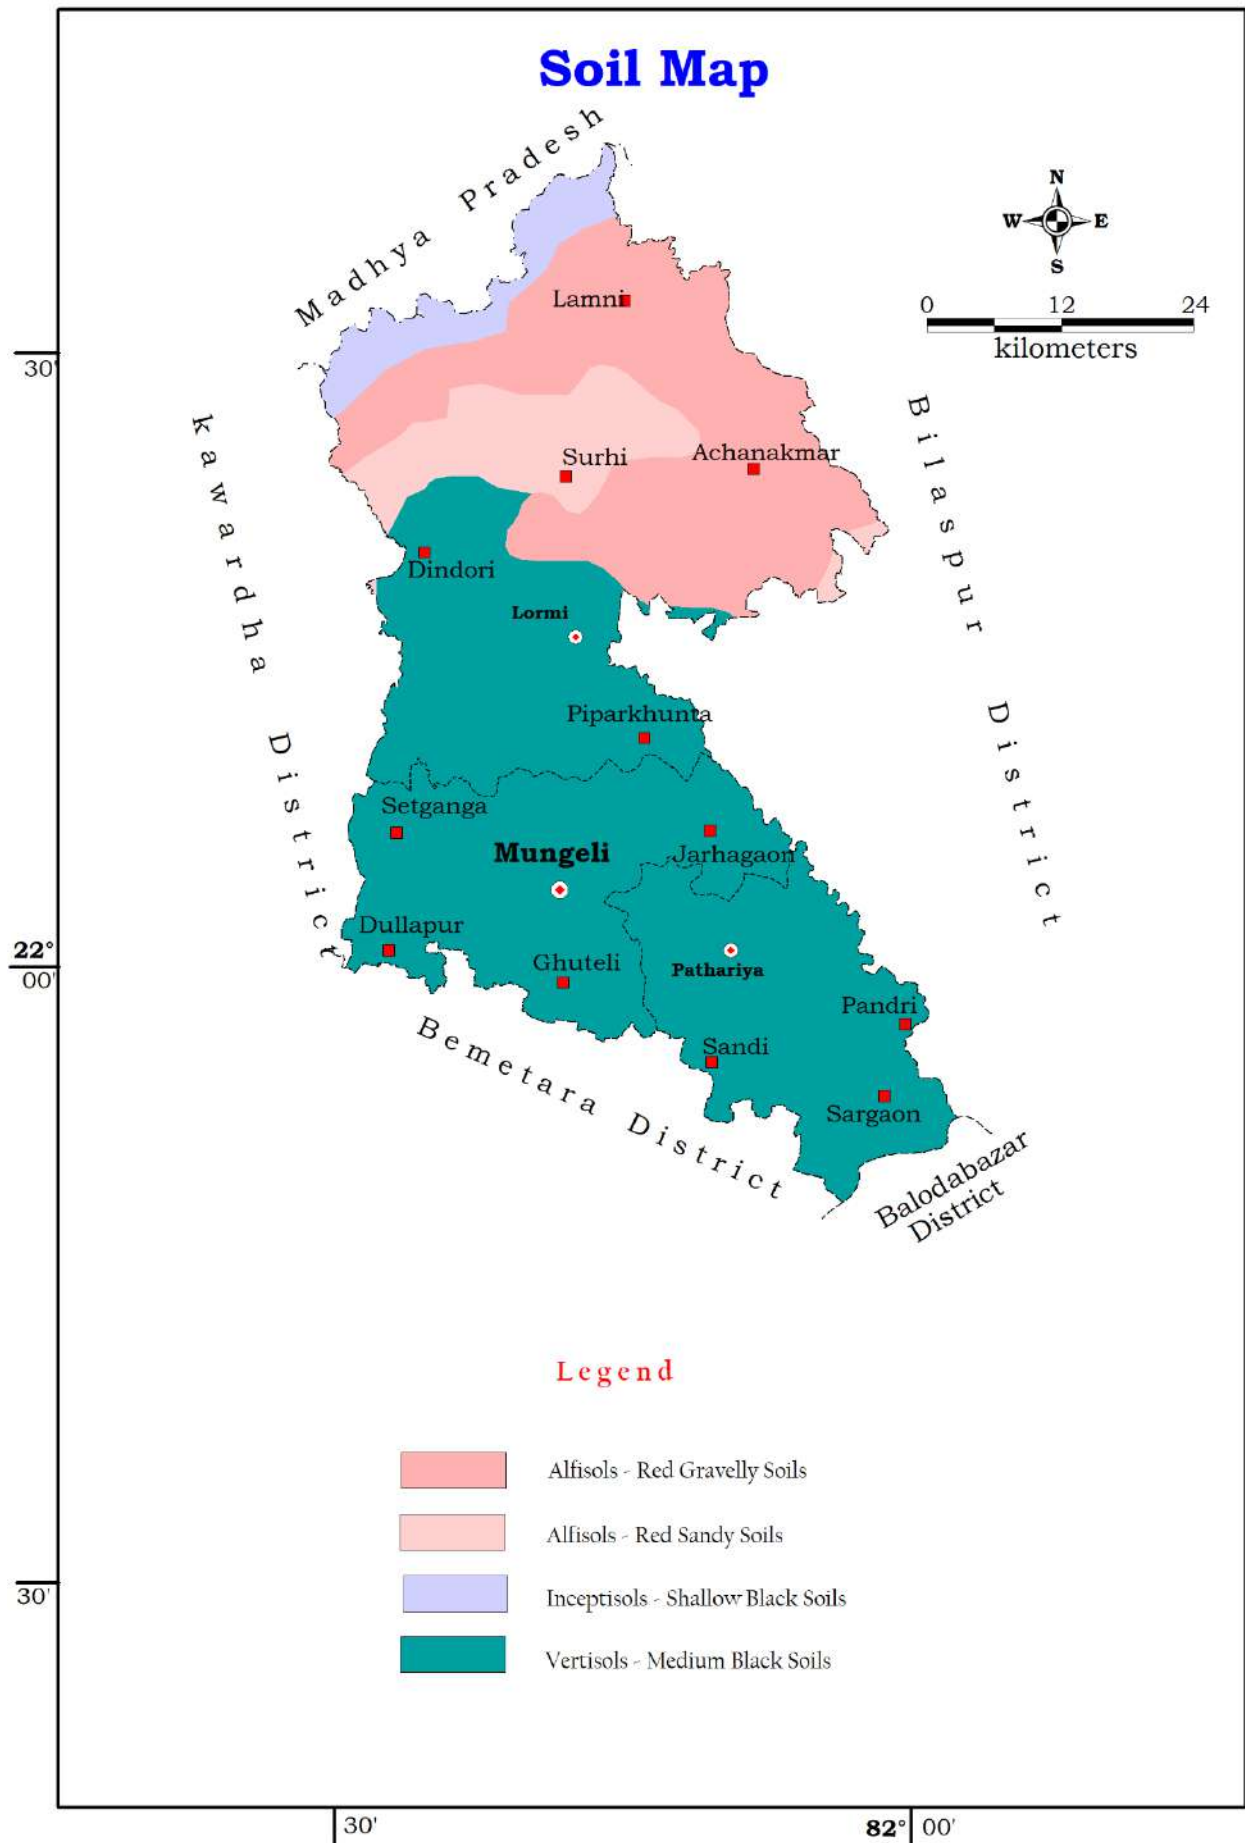 Soil Map
Madhya Pradesh
N
W E
S
0 12 24
kilometers
Lamni
30'
kawardha District
Bilaspur District
Surhi
Achanakmar
Dindori
Lormi
Piparkhunta
Setganga
Mungeli
Jarhagaon
Dullapur
22°
00'
Ghuteli
Pathariya
Pandri
Bemetara District
Sandi
Sargaon
Balodabazar
District
Legend
Alfisols - Red Gravelly Soils
Alfisols - Red Sandy Soils
Inceptisols - Shallow Black Soils
30'
Vertisols - Medium Black Soils
30'
82° 00'